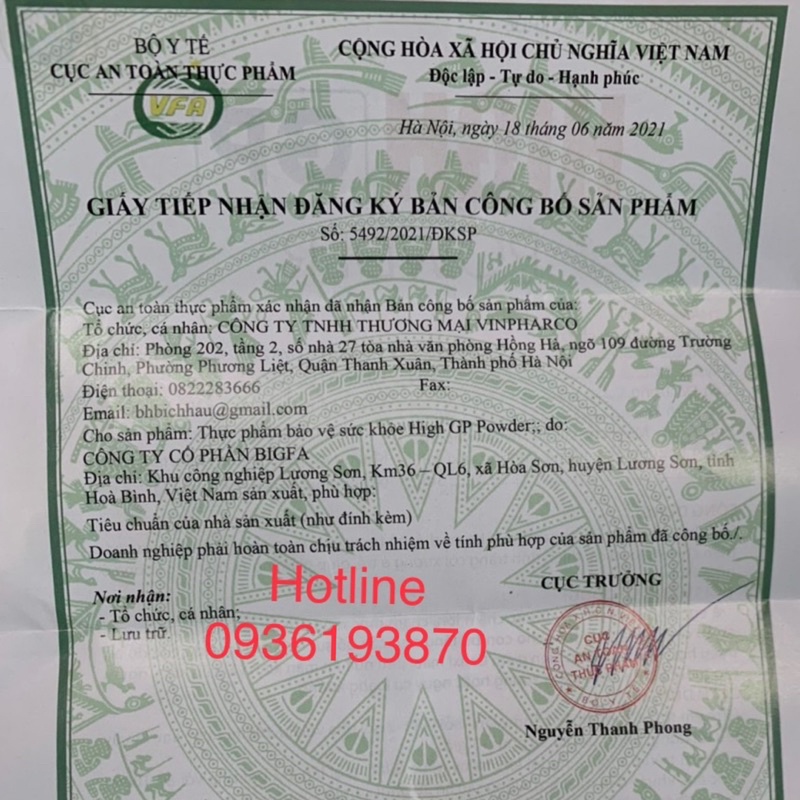 BỘ Y TẾ
CỤC AN TOÀN THỰC PHẨM
VFA
CỘNG HÒA XÃ HỘI CHỦ NGHĨA VIỆT NAM
Độc lập - Tự do - Hạnh phúc
Hà Nội, ngày 18 tháng 06 năm 2021
GIẤY TIẾP NHẬN ĐĂNG KÝ BẢN CÔNG BỐ SẢN PHẨM
Số: 5492/2021/ĐKSP
Cục an toàn thực phẩm xác nhận đã nhận Bản công bố sản phẩm của:
Tổ chức, cá nhân: CÔNG TY TNHH THƯƠNG MẠI VINPHARCO
Địa chỉ: Phòng 202, tầng 2, số nhà 27 tòa nhà văn phòng Hồng Hà, ngõ 109 đường Trường
Chinh, Phường Phương Liệt, Quận Thanh Xuân, Thành phố Hà Nội
Điện thoại: 0822283666 Fax:
Email: bhbichhau@gmail.com
Cho sản phẩm: Thực phẩm bảo vệ sức khỏe High GP Powder;; do:
CÔNG TY CỔ PHẦN BIGFA
Địa chỉ: Khu công nghiệp Lương Sơn, Km36 – QL6, xã Hòa Sơn, huyện Lương Sơn, tỉnh
Hoà Bình, Việt Nam sản xuất, phù hợp:
Tiêu chuẩn của nhà sản xuất (như đính kèm)
Doanh nghiệp phải hoàn toàn chịu trách nhiệm về tính phù hợp của sản phẩm đã công bố./.
Nơi nhận:
- Tổ chức, cá nhân;
- Lưu trữ.
Hotline
0936193870
CỤC TRƯỞNG
CỤC
AN TOÀN
THỰC PHẨM
BỘ Y TẾ
Nguyễn Thanh Phong